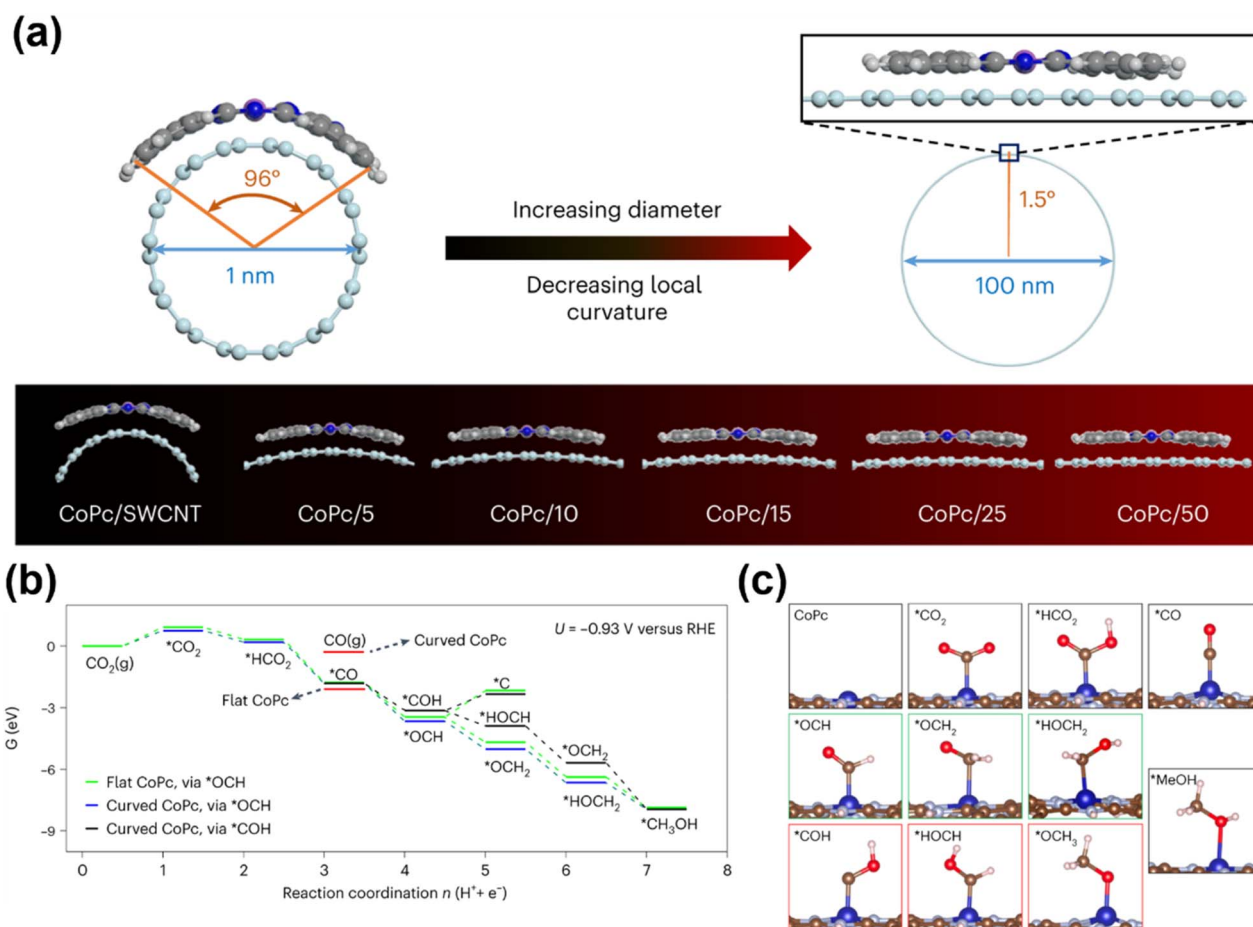 (a)
96°
1 nm
Increasing diameter
Decreasing local
curvature
1.5°
100 nm
CoPc/SWCNT
CoPc/5
CoPc/10
CoPc/15
CoPc/25
CoPc/50
(b)
G (eV)
0
−3
−6
−9
U = −0.93 V versus RHE
CO₂(g)
*CO₂
*HCO₂
CO(g)
Curved CoPc
*CO
Flat CoPc
*COH
*OCH
*C
*HOCH
*OCH₂
*OCH₂
*HOCH₂
*CH₃OH
Flat CoPc, via *OCH
Curved CoPc, via *OCH
Curved CoPc, via *COH
0 1 2 3 4 5 6 7 8
Reaction coordination n (H⁺+ e⁻)
(c)
CoPc
*CO₂
*HCO₂
*CO
*OCH
*OCH₂
*HOCH₂
*MeOH
*COH
*HOCH
*OCH₃